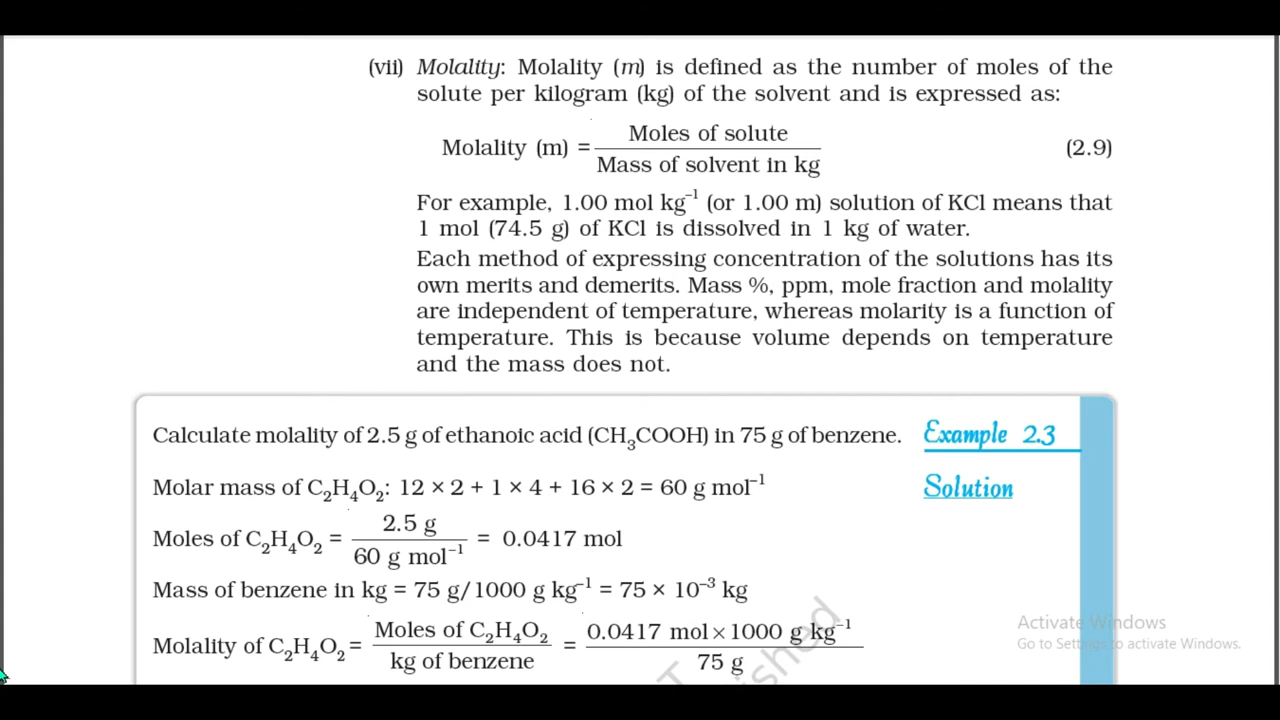 (vii) Molality: Molality (m) is defined as the number of moles of the
solute per kilogram (kg) of the solvent and is expressed as:
Molality (m) = Moles of solute / Mass of solvent in kg (2.9)
For example, 1.00 mol kg⁻¹ (or 1.00 m) solution of KCl means that
1 mol (74.5 g) of KCl is dissolved in 1 kg of water.
Each method of expressing concentration of the solutions has its
own merits and demerits. Mass %, ppm, mole fraction and molality
are independent of temperature, whereas molarity is a function of
temperature. This is because volume depends on temperature
and the mass does not.
Calculate molality of 2.5 g of ethanoic acid (CH₃COOH) in 75 g of benzene. Example 2.3
Molar mass of C₂H₄O₂: 12 × 2 + 1 × 4 + 16 × 2 = 60 g mol⁻¹ Solution
Moles of C₂H₄O₂ = 2.5 g / 60 g mol⁻¹ = 0.0417 mol
Mass of benzene in kg = 75 g/1000 g kg⁻¹ = 75 × 10⁻³ kg
Molality of C₂H₄O₂ = Moles of C₂H₄O₂ / kg of benzene = 0.0417 mol × 1000 g kg⁻¹ / 75 g
Activate Windows
Go to Settings to activate Windows.